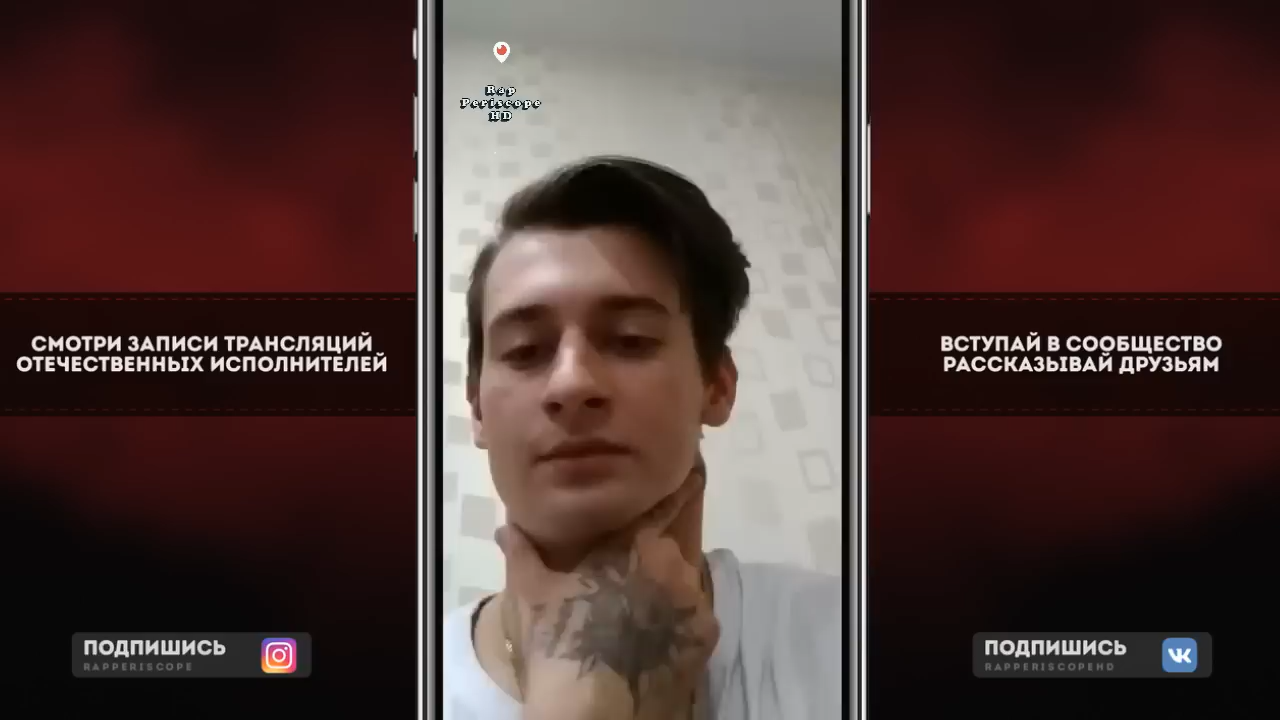 Rap
Periscope
HD
СМОТРИ ЗАПИСИ ТРАНСЛЯЦИЙ
ОТЕЧЕСТВЕННЫХ ИСПОЛНИТЕЛЕЙ
ВСТУПАЙ В СООБЩЕСТВО
РАССКАЗЫВАЙ ДРУЗЬЯМ
ПОДПИШИСЬ
RAPPERISCOPE
ПОДПИШИСЬ
RAPPERISCOPEHD